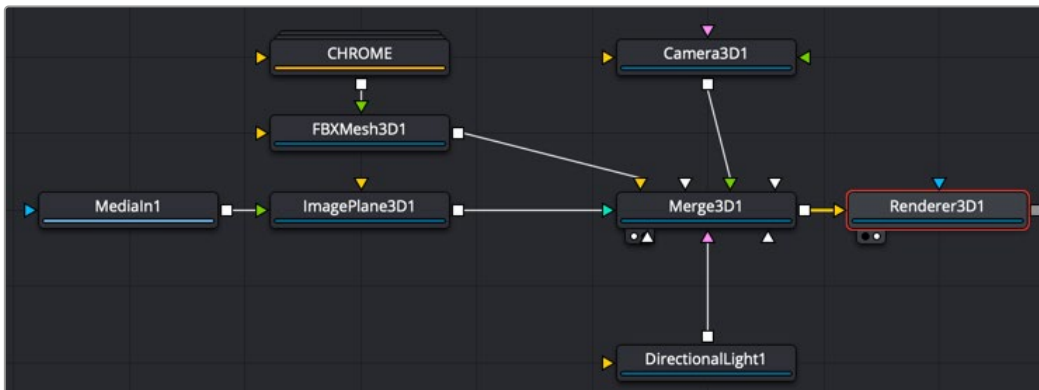 CHROME
Camera3D1
FBXMesh3D1
MediaIn1
ImagePlane3D1
Merge3D1
Renderer3D1
DirectionalLight1